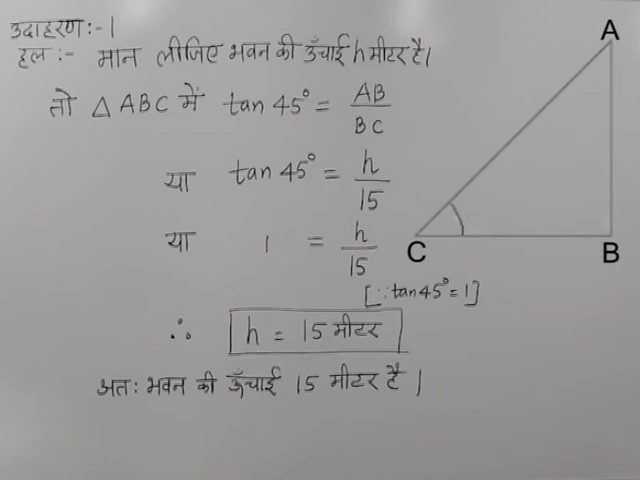 उदाहरण:- 1
हल :- मान लीजिए भवन की ऊँचाई h मीटर है।
तो △ ABC में tan 45° = AB/BC
या tan 45° = h/15
या 1 = h/15
[∵ tan 45° = 1]
∴ h = 15 मीटर
अत: भवन की ऊँचाई 15 मीटर है।
A
C
B